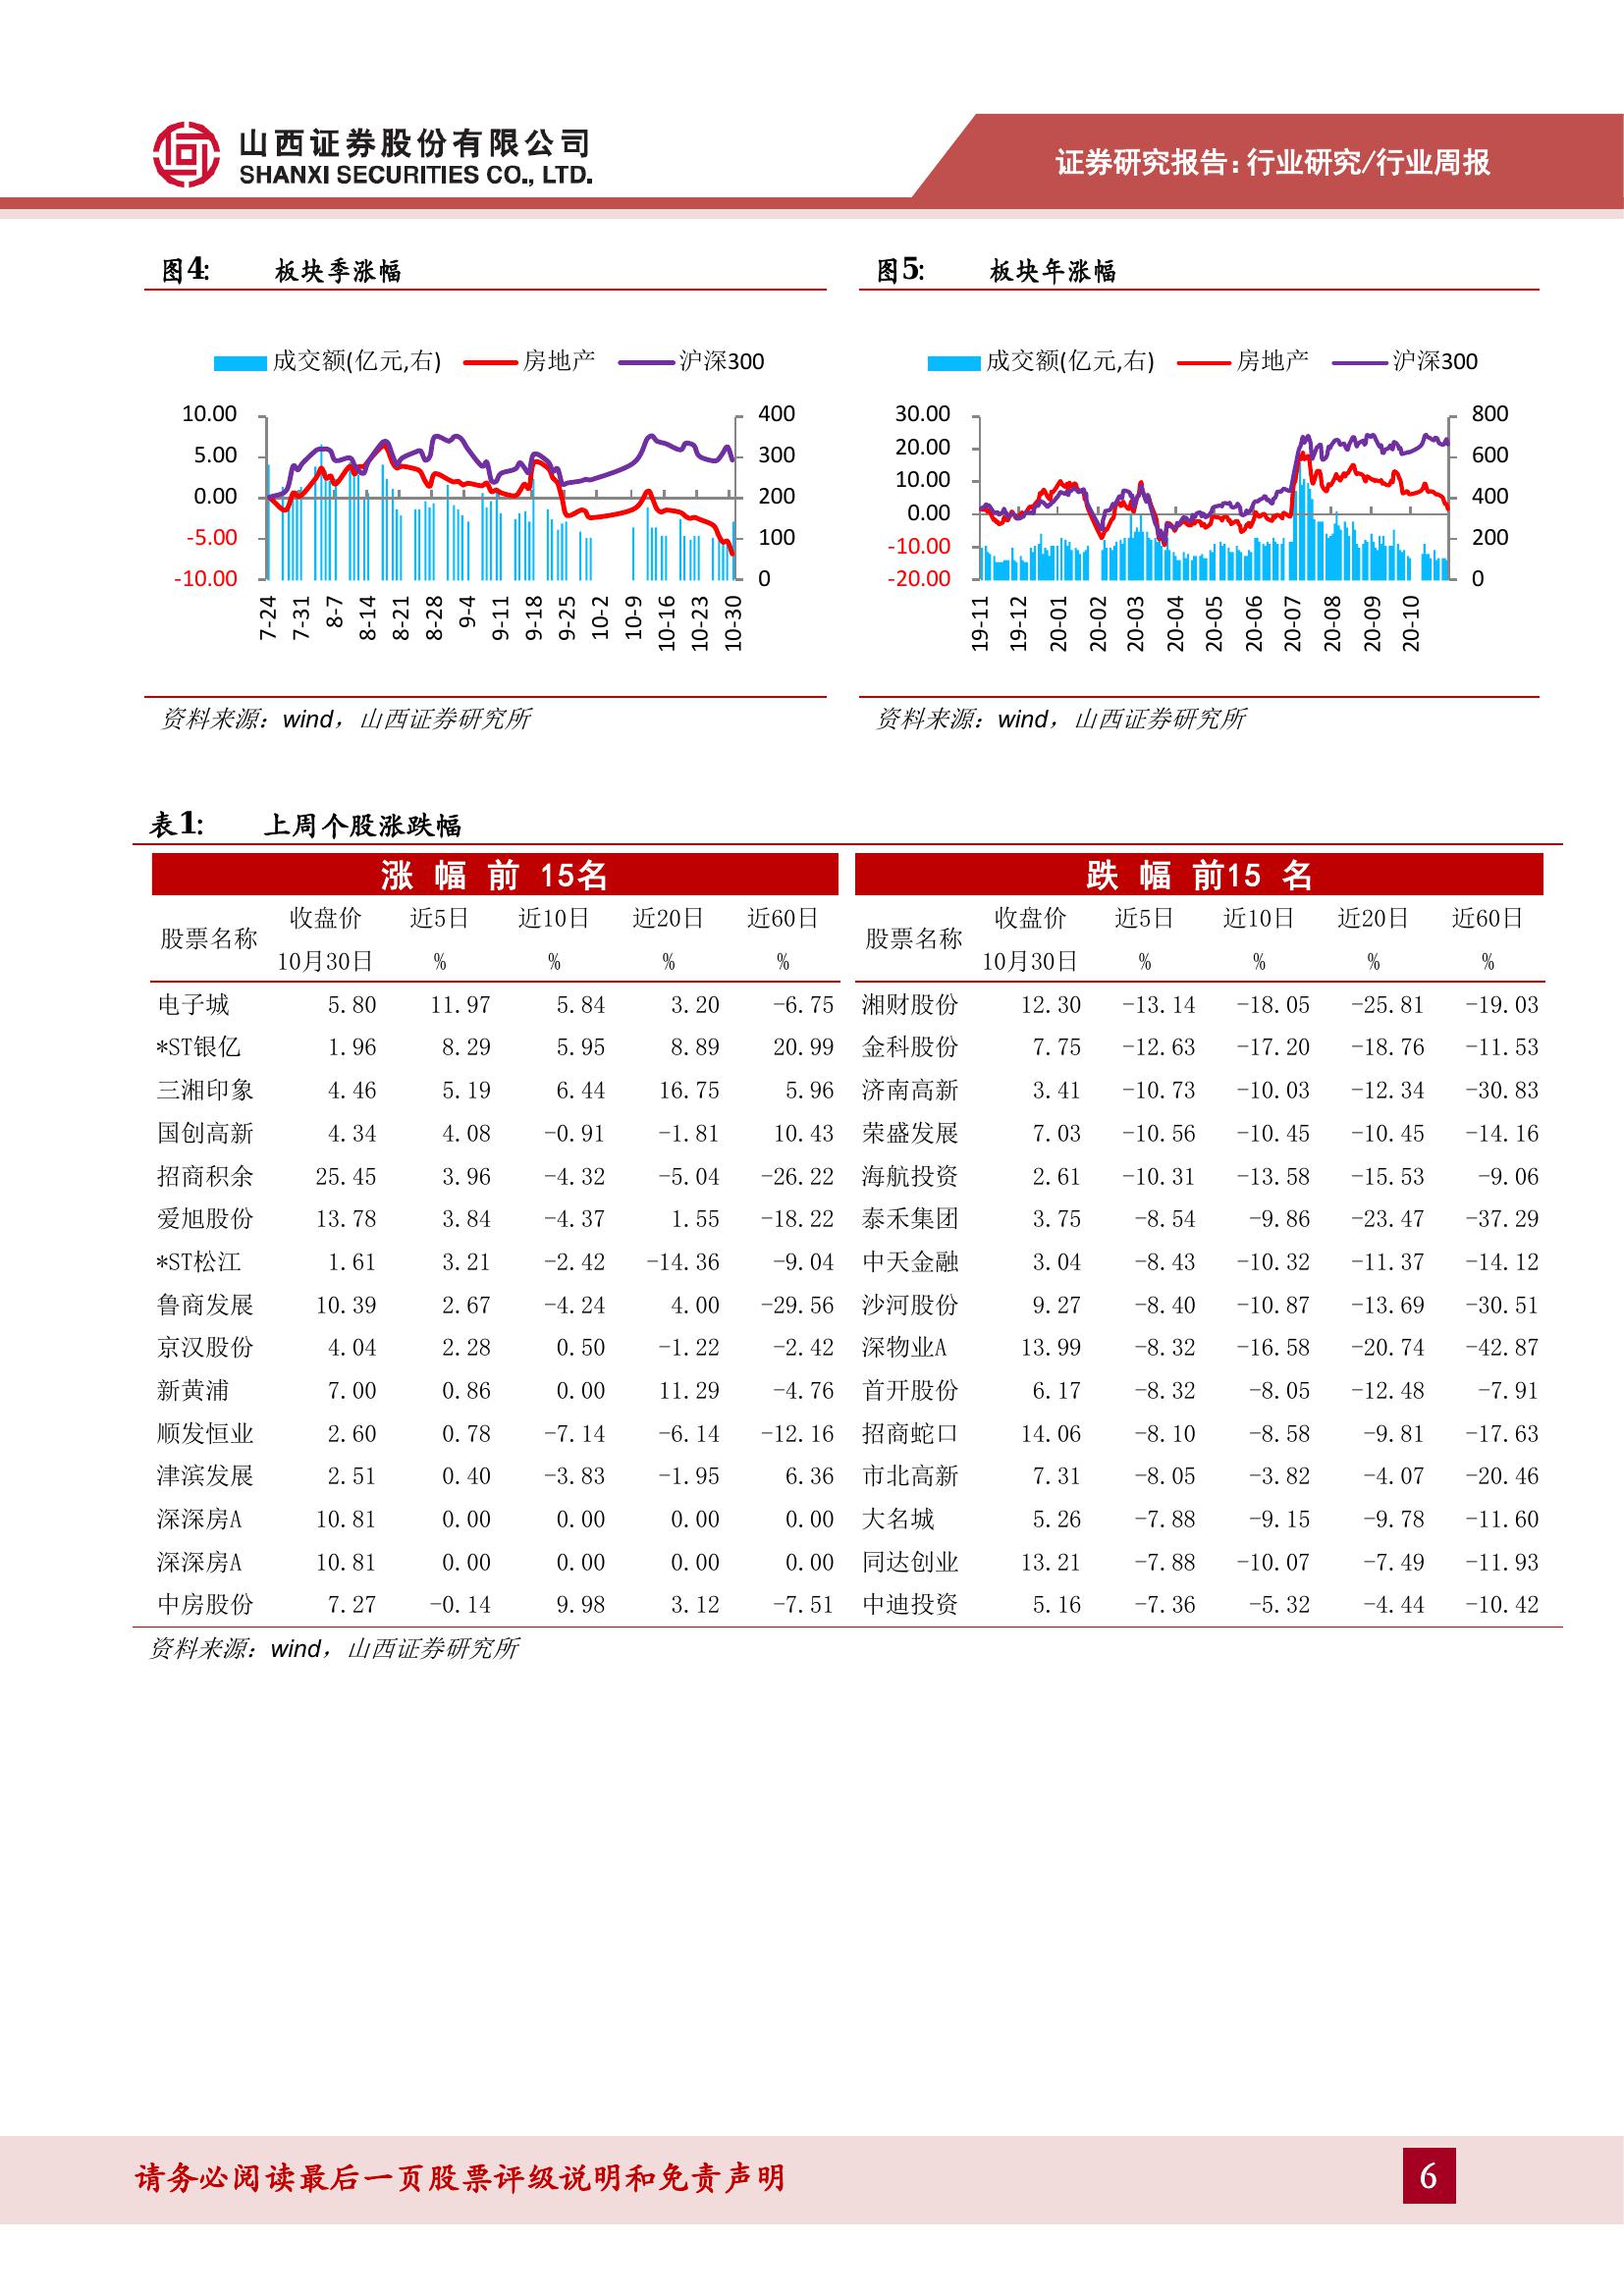 山西证券股份有限公司
SHANXI SECURITIES CO., LTD.
证券研究报告:行业研究/行业周报
图4: 板块季涨幅
成交额(亿元,右) 房地产 沪深300
10.00 400
5.00 300
0.00 200
-5.00 100
-10.00 0
7-24 7-31 8-7 8-14 8-21 8-28 9-4 9-11 9-18 9-25 10-2 10-9 10-16 10-23 10-30
资料来源：wind，山西证券研究所
图5: 板块年涨幅
成交额(亿元,右) 房地产 沪深300
30.00 800
20.00 600
10.00 400
0.00
-10.00 200
-20.00 0
19-11 19-12 20-01 20-02 20-03 20-04 20-05 20-06 20-07 20-08 20-09 20-10
资料来源：wind，山西证券研究所
表1: 上周个股涨跌幅
涨 幅 前 15名 跌 幅 前15 名
股票名称 收盘价 近5日 近10日 近20日 近60日 股票名称 收盘价 近5日 近10日 近20日 近60日
10月30日 % % % % 10月30日 % % % %
电子城 5.80 11.97 5.84 3.20 -6.75 湘财股份 12.30 -13.14 -18.05 -25.81 -19.03
*ST银亿 1.96 8.29 5.95 8.89 20.99 金科股份 7.75 -12.63 -17.20 -18.76 -11.53
三湘印象 4.46 5.19 6.44 16.75 5.96 济南高新 3.41 -10.73 -10.03 -12.34 -30.83
国创高新 4.34 4.08 -0.91 -1.81 10.43 荣盛发展 7.03 -10.56 -10.45 -10.45 -14.16
招商积余 25.45 3.96 -4.32 -5.04 -26.22 海航投资 2.61 -10.31 -13.58 -15.53 -9.06
爱旭股份 13.78 3.84 -4.37 1.55 -18.22 泰禾集团 3.75 -8.54 -9.86 -23.47 -37.29
*ST松江 1.61 3.21 -2.42 -14.36 -9.04 中天金融 3.04 -8.43 -10.32 -11.37 -14.12
鲁商发展 10.39 2.67 -4.24 4.00 -29.56 沙河股份 9.27 -8.40 -10.87 -13.69 -30.51
京汉股份 4.04 2.28 0.50 -1.22 -2.42 深物业A 13.99 -8.32 -16.58 -20.74 -42.87
新黄浦 7.00 0.86 0.00 11.29 -4.76 首开股份 6.17 -8.32 -8.05 -12.48 -7.91
顺发恒业 2.60 0.78 -7.14 -6.14 -12.16 招商蛇口 14.06 -8.10 -8.58 -9.81 -17.63
津滨发展 2.51 0.40 -3.83 -1.95 6.36 市北高新 7.31 -8.05 -3.82 -4.07 -20.46
深深房A 10.81 0.00 0.00 0.00 0.00 大名城 5.26 -7.88 -9.15 -9.78 -11.60
深深房A 10.81 0.00 0.00 0.00 0.00 同达创业 13.21 -7.88 -10.07 -7.49 -11.93
中房股份 7.27 -0.14 9.98 3.12 -7.51 中迪投资 5.16 -7.36 -5.32 -4.44 -10.42
资料来源：wind，山西证券研究所
请务必阅读最后一页股票评级说明和免责声明 6